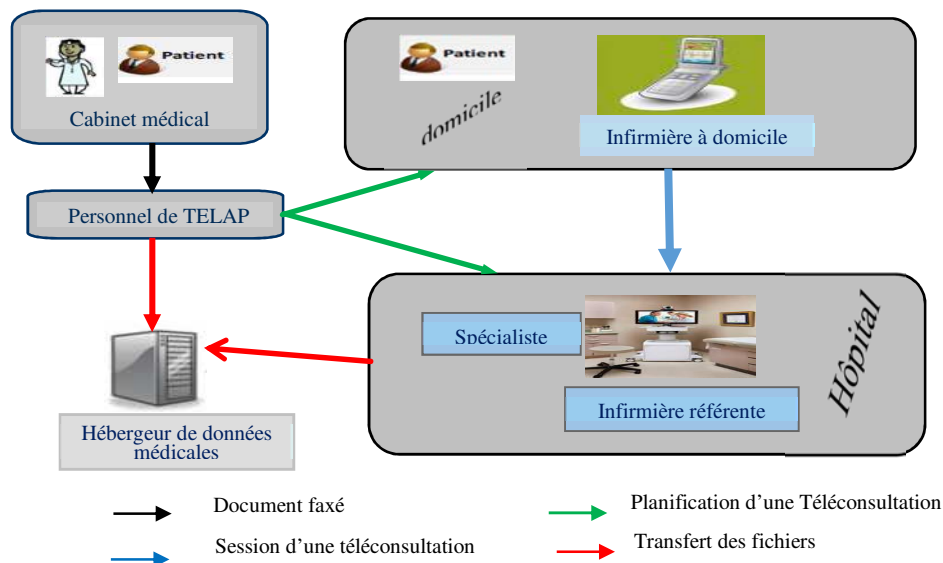 Patient
Cabinet médical
Patient
domicile
Infirmière à domicile
Personnel de TELAP
Spécialiste
Infirmière référente
Hôpital
Hébergeur de données
médicales
Document faxé
Planification d’une Téléconsultation
Session d’une téléconsultation
Transfert des fichiers